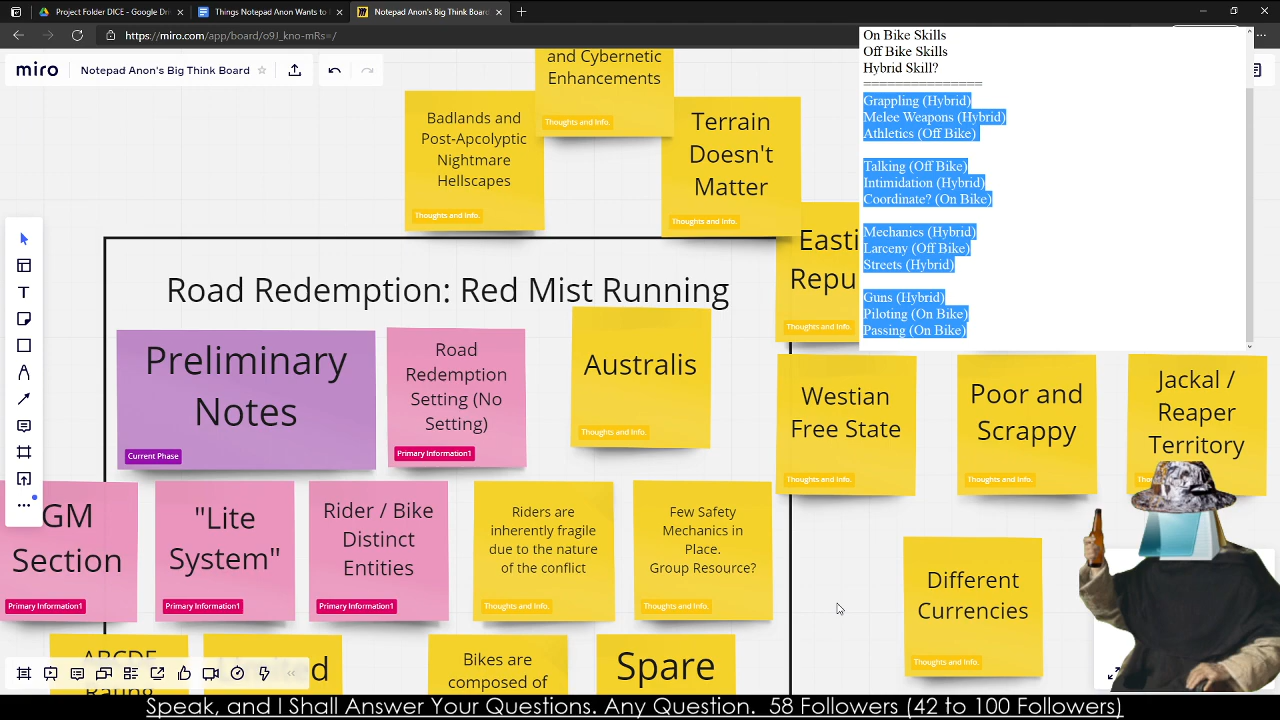 Project Folder DICE - Google Dri
Things Notepad Anon Wants to
Notepad Anon's Big Think Board
https://miro.com/app/board/o9J_kno-mRs=/
miro
Notepad Anon's Big Think Board
On Bike Skills
Off Bike Skills
Hybrid Skill?
===============
Grappling (Hybrid)
Melee Weapons (Hybrid)
Athletics (Off Bike)
Talking (Off Bike)
Intimidation (Hybrid)
Coordinate? (On Bike)
Mechanics (Hybrid)
Larceny (Off Bike)
Streets (Hybrid)
Guns (Hybrid)
Piloting (On Bike)
Passing (On Bike)
and Cybernetic
Enhancements
Thoughts and Info.
Badlands and
Post-Apcolyptic
Nightmare
Hellscapes
Thoughts and Info.
Terrain
Doesn't
Matter
Thoughts and Info.
Easti
Repu
Thoughts and Info.
Road Redemption: Red Mist Running
Preliminary
Notes
Current Phase
Road
Redemption
Setting (No
Setting)
Primary Information1
Australis
Thoughts and Info.
Westian
Free State
Thoughts and Info.
Poor and
Scrappy
Thoughts and Info.
Jackal /
Reaper
Territory
GM
Section
Primary Information1
"Lite
System"
Primary Information1
Rider / Bike
Distinct
Entities
Primary Information1
Riders are
inherently fragile
due to the nature
of the conflict
Thoughts and Info.
Few Safety
Mechanics in
Place.
Group Resource?
Thoughts and Info.
Different
Currencies
Thoughts and Info.
ABCDE
Rating
d
Bikes are
composed of
Spare
Speak, and I Shall Answer Your Questions. Any Question. 58 Followers (42 to 100 Followers)